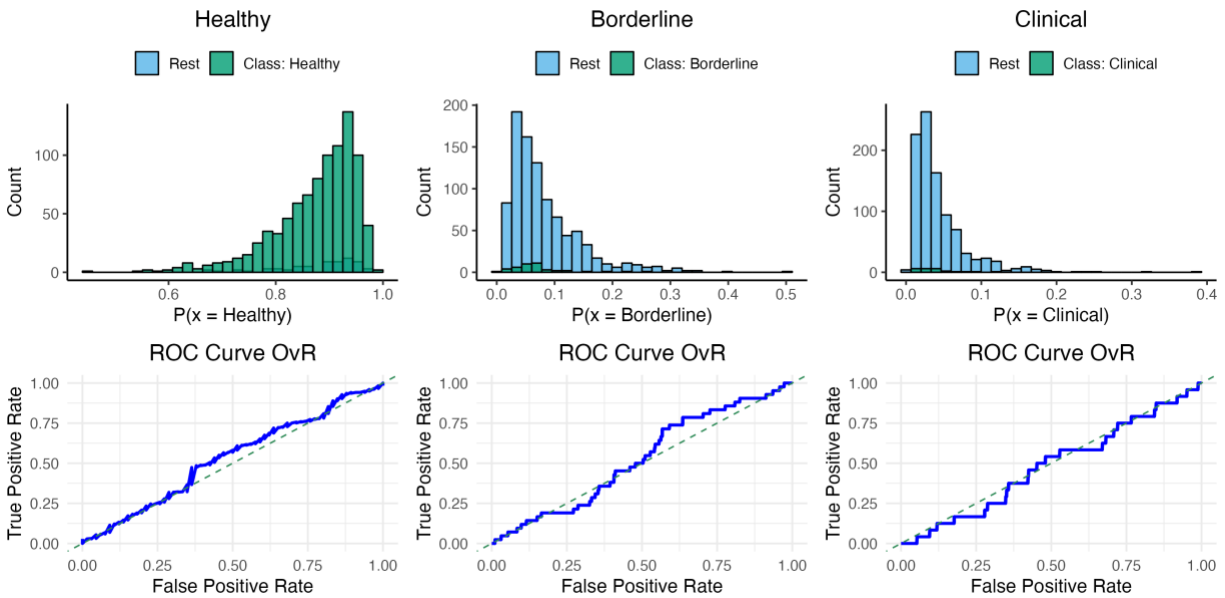 Healthy
Rest Class: Healthy
Count
100
50
0
0.6 0.8 1.0
P(x = Healthy)
Borderline
Rest Class: Borderline
Count
200
150
100
50
0
0.0 0.1 0.2 0.3 0.4 0.5
P(x = Borderline)
Clinical
Rest Class: Clinical
Count
200
100
0
0.0 0.1 0.2 0.3 0.4
P(x = Clinical)
ROC Curve OvR
True Positive Rate
1.00
0.75
0.50
0.25
0.00
0.00 0.25 0.50 0.75 1.00
False Positive Rate
ROC Curve OvR
True Positive Rate
1.00
0.75
0.50
0.25
0.00
0.00 0.25 0.50 0.75 1.00
False Positive Rate
ROC Curve OvR
True Positive Rate
1.00
0.75
0.50
0.25
0.00
0.00 0.25 0.50 0.75 1.00
False Positive Rate